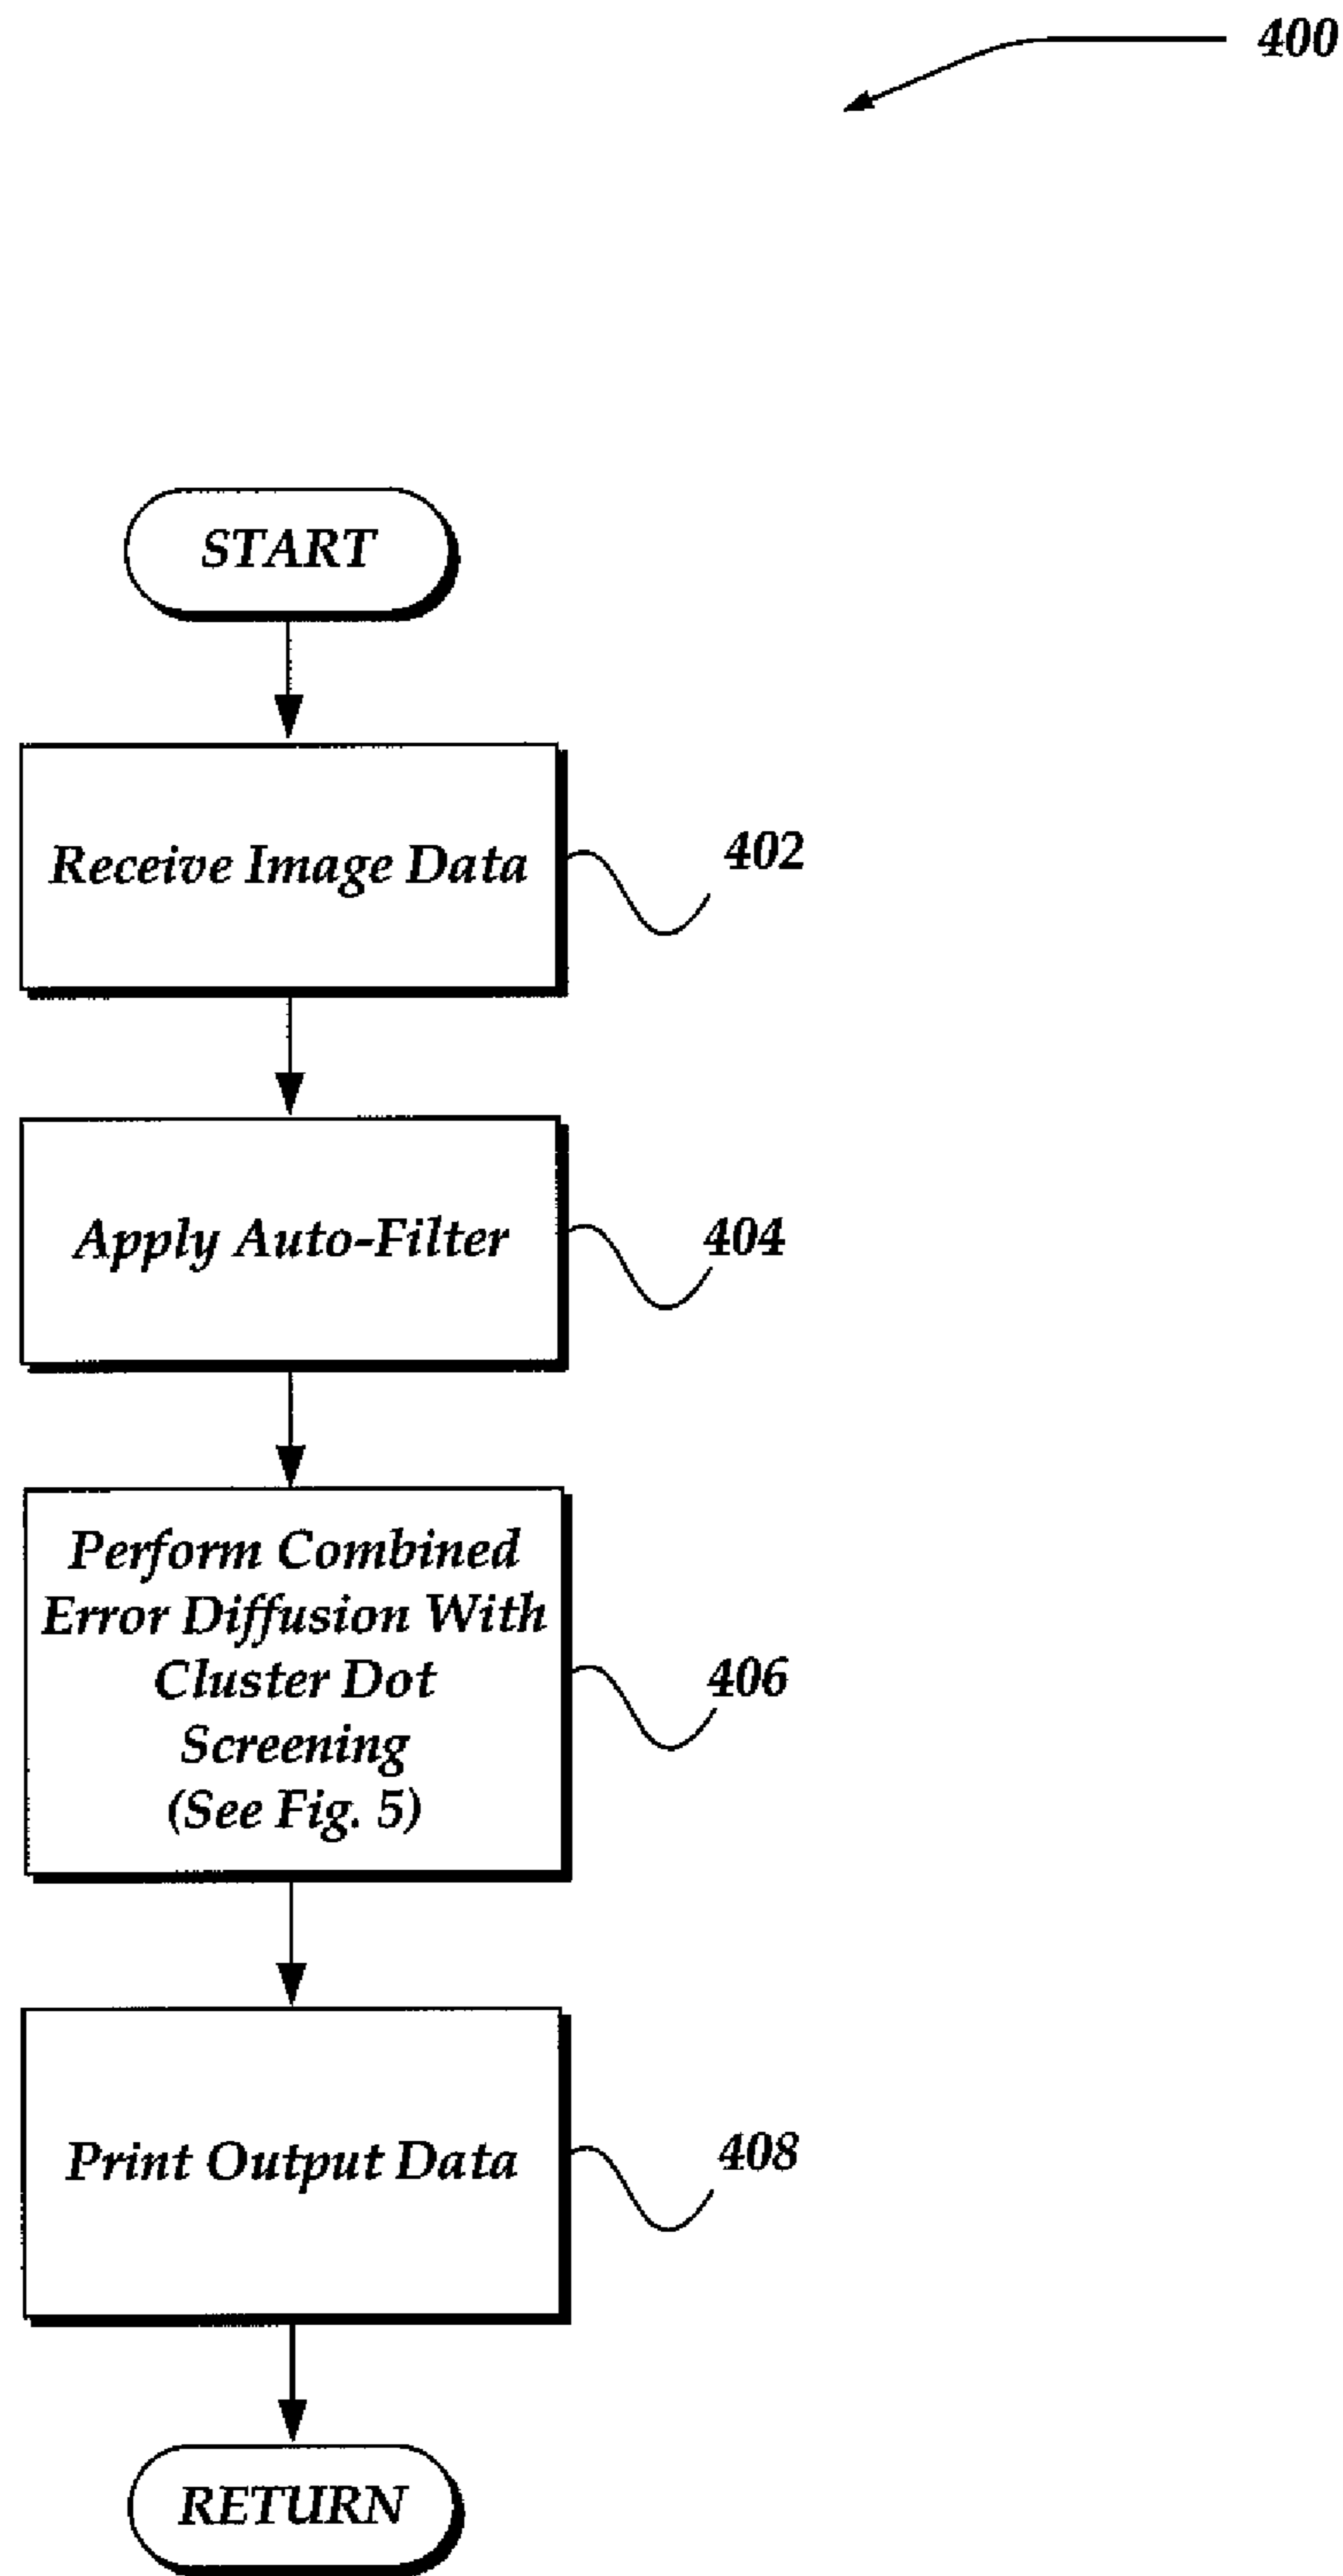 400
START
Receive Image Data
402
Apply Auto-Filter
404
Perform Combined
Error Diffusion With
Cluster Dot
Screening
(See Fig. 5)
406
Print Output Data
408
RETURN